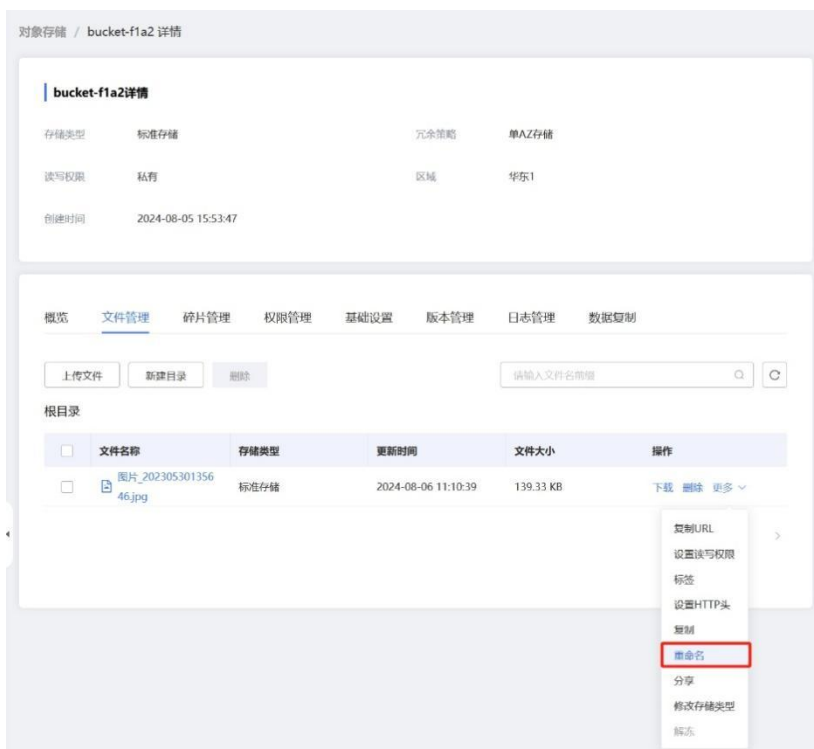 对象存储 / bucket-f1a2 详情
bucket-f1a2详情
存储类型 标准存储 冗余策略 单AZ存储
读写权限 私有 区域 华东1
创建时间 2024-08-05 15:53:47
概览 文件管理 碎片管理 权限管理 基础设置 版本管理 日志管理 数据复制
上传文件 新建目录 删除 请输入文件名前缀
根目录
文件名称 存储类型 更新时间 文件大小 操作
图片_202305301356
46.jpg
标准存储 2024-08-06 11:10:39 139.33 KB 下载 删除 更多
复制URL
设置读写权限
标签
设置HTTP头
复制
重命名
分享
修改存储类型
解冻